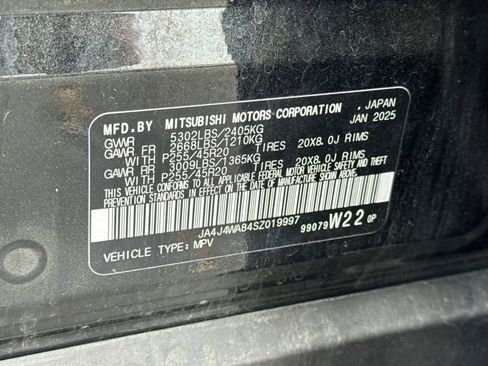 MFD.BY MITSUBISHI MOTORS CORPORATION, JAPAN
GVWR 5302LBS/2405KG JAN 2025
GAWR FR 2668LBS/1210KG
WITH P255/45R20 TIRES 20X8.0J RIMS
GAWR RR 3009LBS/1365KG
WITH P255/45R20 TIRES 20X8.0J RIMS
THIS VEHICLE CONFORMS TO ALL APPLICABLE FEDERAL MOTOR VEHICLE SAFETY AND THEFT
PREVENTION STANDARDS IN EFFECT ON THE DATE OF MANUFACTURE SHOWN ABOVE.
JA4J4WA84SZ019997
VEHICLE TYPE: MPV 99079W22 0P